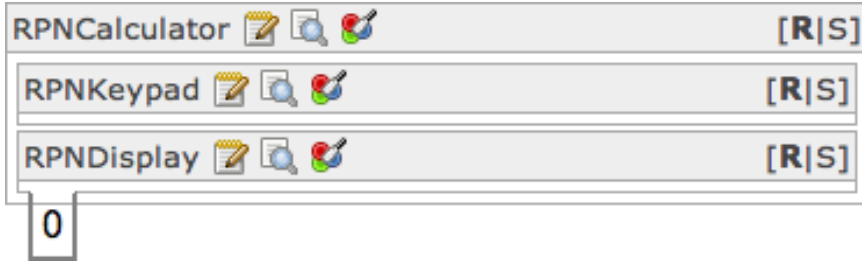 RPNCalculator [R|S]
RPNKeypad [R|S]
RPNDisplay [R|S]
0